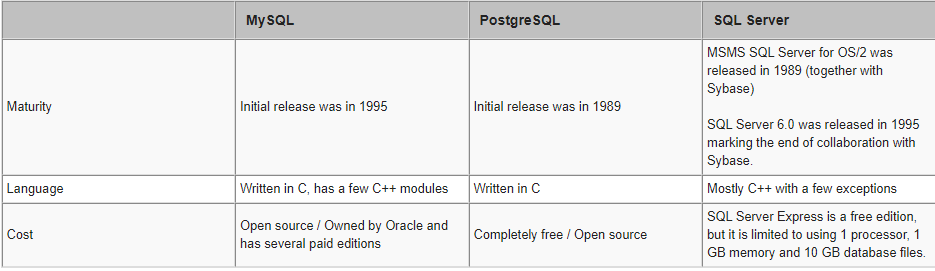 MySQL PostgreSQL SQL Server
Maturity
Initial release was in 1995
Initial release was in 1989
MSMS SQL Server for OS/2 was
released in 1989 (together with
Sybase)
SQL Server 6.0 was released in 1995
marking the end of collaboration with
Sybase.
Language
Written in C, has a few C++ modules
Written in C
Mostly C++ with a few exceptions
Cost
Open source / Owned by Oracle and
has several paid editions
Completely free / Open source
SQL Server Express is a free edition,
but it is limited to using 1 processor, 1
GB memory and 10 GB database files.